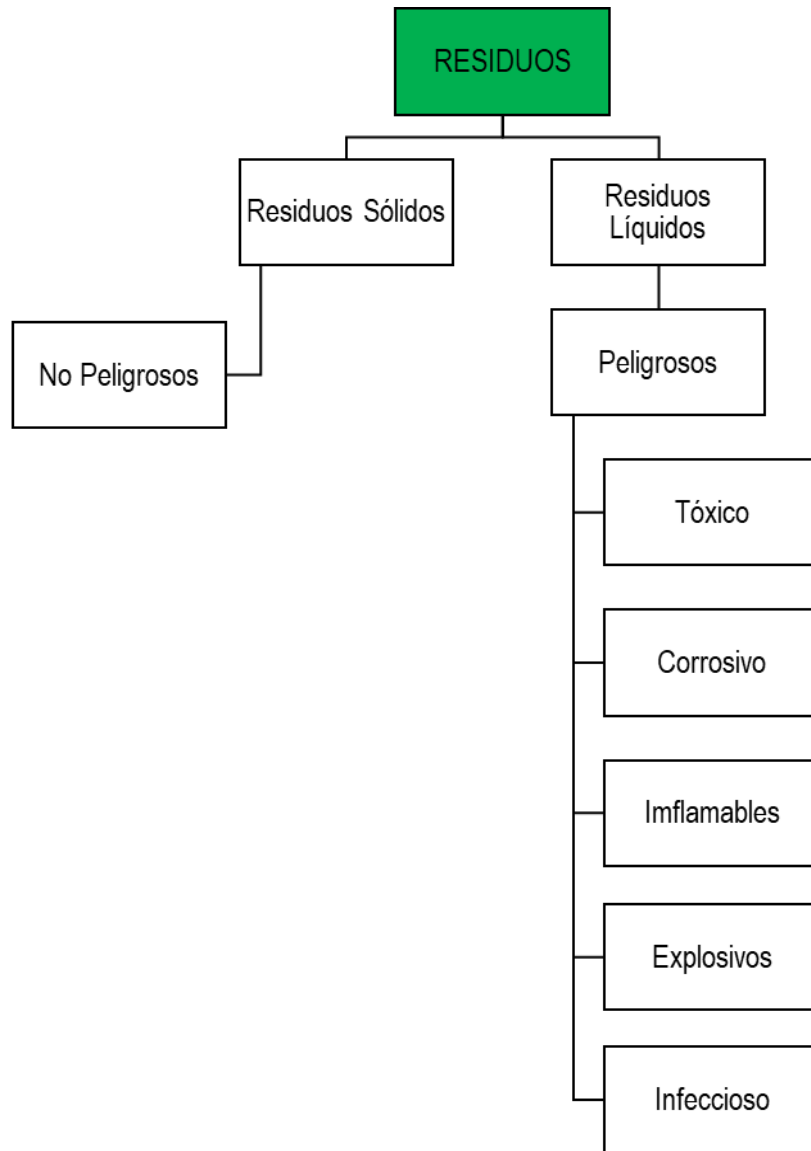 RESIDUOS
Residuos Sólidos
Residuos
Líquidos
No Peligrosos
Peligrosos
Tóxico
Corrosivo
Imflamables
Explosivos
Infeccioso